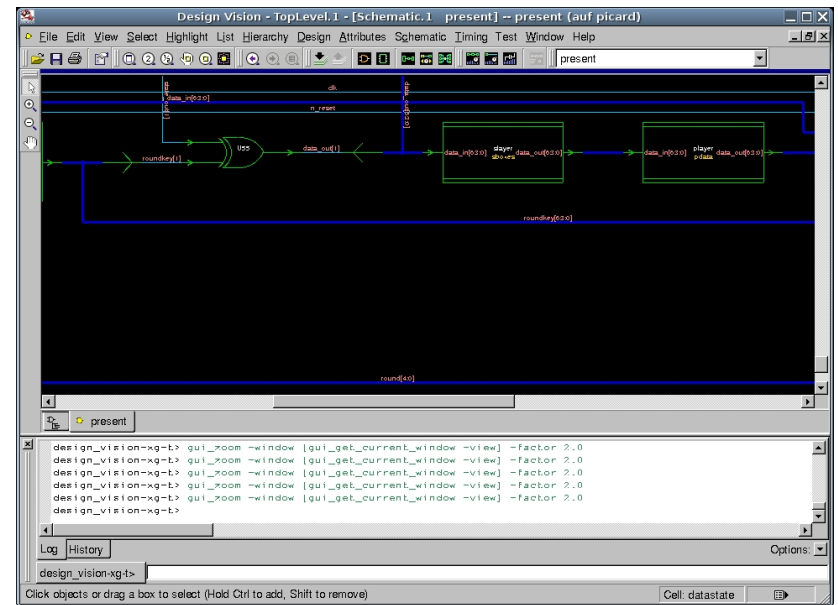 Design Vision - TopLevel.1 - [Schematic.1 present] -- present (auf picard)
File Edit View Select Highlight List Hierarchy Design Attributes Schematic Timing Test Window Help
present
clk
data_in[63:0]
n_reset
U55
data_out[1]
roundkey[1]
slayer
data_in[63:0] data_out[63:0]
sboxes
player
data_in[63:0] data_out[63:0]
pdata
roundkey[63:0]
round[4:0]
present
design_vision-xg-t> gui_zoom -window [gui_get_current_window -view] -factor 2.0
design_vision-xg-t> gui_zoom -window [gui_get_current_window -view] -factor 2.0
design_vision-xg-t> gui_zoom -window [gui_get_current_window -view] -factor 2.0
design_vision-xg-t> gui_zoom -window [gui_get_current_window -view] -factor 2.0
design_vision-xg-t> gui_zoom -window [gui_get_current_window -view] -factor 2.0
design_vision-xg-t>
Log History
Options:
design_vision-xg-t>
Click objects or drag a box to select (Hold Ctrl to add, Shift to remove)
Cell: datastate